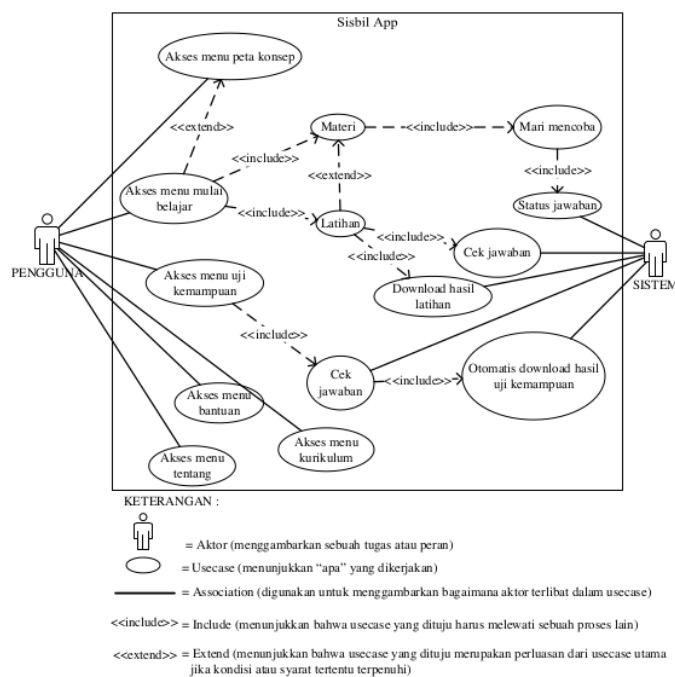 Sisbil App
Akses menu peta konsep
<<extend>>
Materi
<<include>>
Mari mencoba
<<include>>
<<include>>
<<extend>>
Akses menu mulai
belajar
<<include>>
Status jawaban
Latihan
<<include>>
Cek jawaban
<<include>>
PENGGUNA
SISTEM
Akses menu uji
kemampuan
Download hasil
latihan
<<include>>
Cek
jawaban
<<include>>
Otomatis download hasil
uji kemampuan
Akses menu
bantuan
Akses menu
kurikulum
Akses menu
tentang
KETERANGAN :
= Aktor (menggambarkan sebuah tugas atau peran)
= Usecase (menunjukkan “apa” yang dikerjakan)
= Association (digunakan untuk menggambarkan bagaimana aktor terlibat dalam usecase)
<<include>> = Include (menunjukkan bahwa usecase yang dituju harus melewati sebuah proses lain)
<<extend>> = Extend (menunjukkan bahwa usecase yang dituju merupakan perluasan dari usecase utama
jika kondisi atau syarat tertentu terpenuhi)